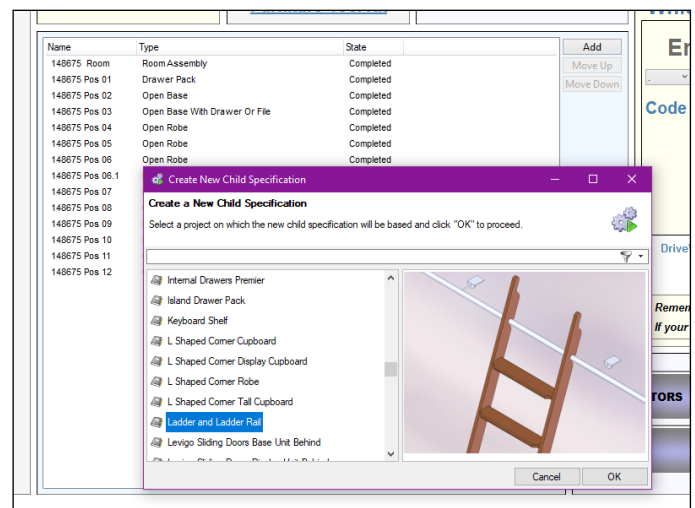 Name Type State Add
148675 Room Room Assembly Completed Move Up
148675 Pos 01 Drawer Pack Completed Move Down
148675 Pos 02 Open Base Completed
148675 Pos 03 Open Base With Drawer Or File Completed
148675 Pos 04 Open Robe Completed
148675 Pos 05 Open Robe Completed
148675 Pos 06 Open Robe Completed
148675 Pos 06.1
148675 Pos 07
148675 Pos 08
148675 Pos 09
148675 Pos 10
148675 Pos 11
148675 Pos 12
Create New Child Specification
Create a New Child Specification
Select a project on which the new child specification will be based and click "OK" to proceed.
Internal Drawers Premier
Island Drawer Pack
Keyboard Shelf
L Shaped Corner Cupboard
L Shaped Corner Display Cupboard
L Shaped Corner Robe
L Shaped Corner Tall Cupboard
Ladder and Ladder Rail
Levigo Sliding Doors Base Unit Behind
Cancel OK
Er
Code
Drive
Remen
If your
TORS